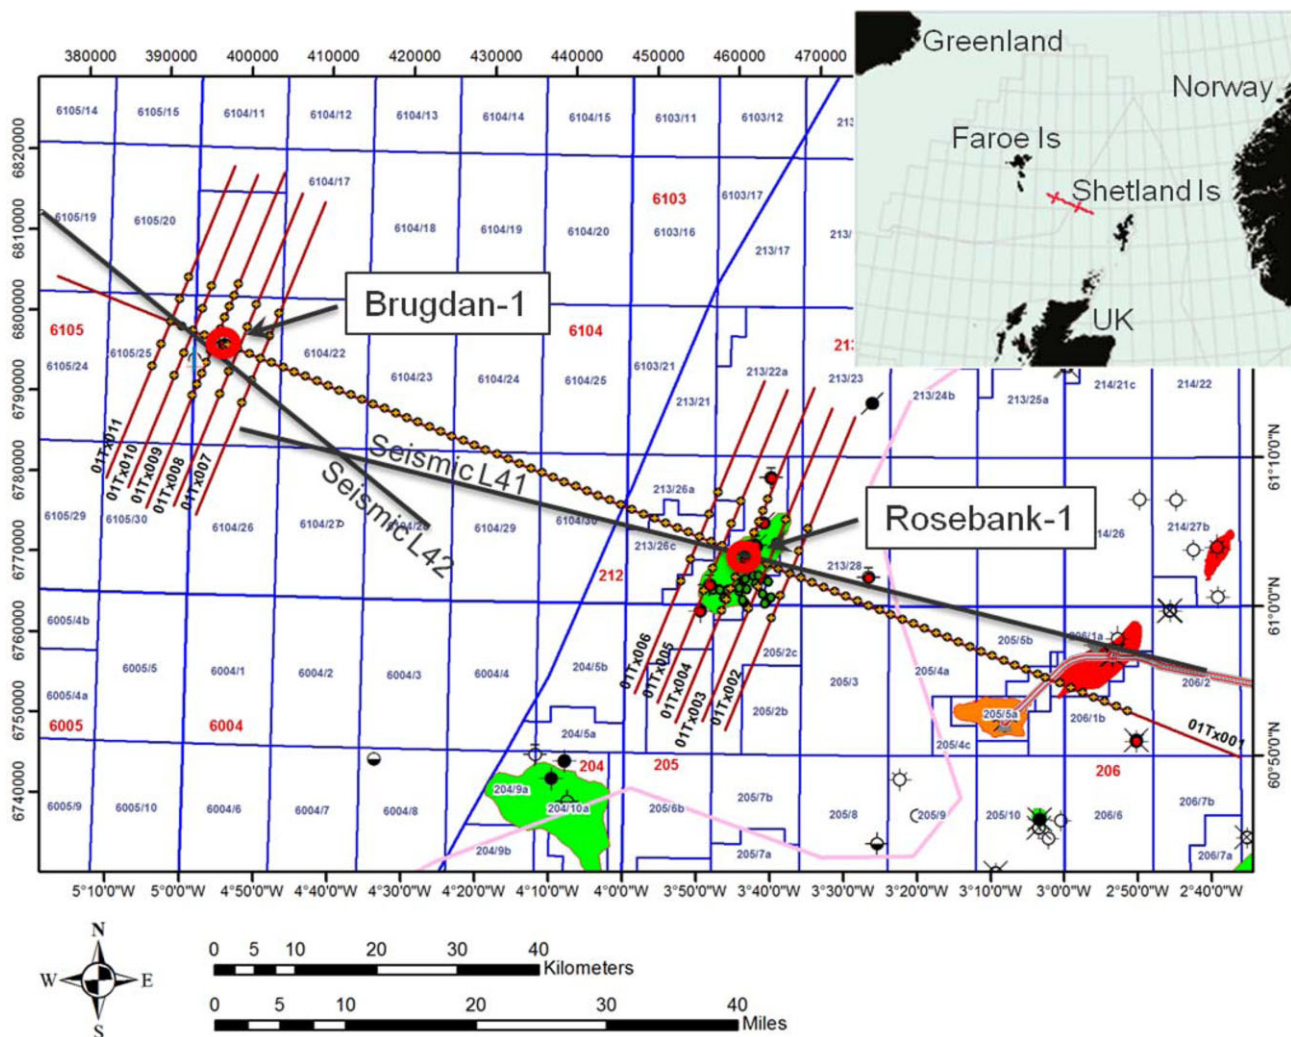 380000 390000 400000 410000 420000 430000 440000 450000 460000 470000
Greenland
Norway
Faroe Is
Shetland Is
UK
6820000
6810000
6800000
6790000
6780000
6770000
6760000
6750000
6740000
6105/14 6105/15 6104/11 6104/12 6104/13 6104/14 6104/15 6103/11 6103/12 213
6104/17 6103 6103/17
6105/19 6105/20 6104/18 6104/19 6104/20 6103/16 213/17 213/
Brugdan-1
6105 6104 213
6105/24 6105/25 6104/22 6104/23 6104/24 6104/25 6103/21 213/21 213/22a 213/23 213/24b 213/25a 214/21c 214/22
01Tx011
01Tx010
01Tx009
01Tx008
01Tx007
Seismic L41
Seismic L42
61°10'0"N
61°0'0"N
60°50'0"N
6105/29 6105/30 6104/26 6104/27 6104/29 6104/30 213/26a 213/26c 213/28 14/26 214/27b
Rosebank-1
212
6005/4b 6005/5 6004/1 6004/2 6004/3 6004/4 204/5b 205/2c 205/3 205/4a 205/5b 206/1a 206/2
01Tx006
01Tx005
01Tx004
01Tx003
01Tx002
01Tx001
6005/4a 205/2b 205/5a 206/1b
6005 6004 204/5a 205/4c
204 205 206
6005/9 6005/10 6004/6 6004/7 6004/8 204/9a 204/10a 205/6b 205/7b 205/8 205/9 205/10 206/6 206/7b
204/9b 205/7a 206/7a
5°10'0"W 5°0'0"W 4°50'0"W 4°40'0"W 4°30'0"W 4°20'0"W 4°10'0"W 4°0'0"W 3°50'0"W 3°40'0"W 3°30'0"W 3°20'0"W 3°10'0"W 3°0'0"W 2°50'0"W 2°40'0"W
N
W E
S
0 5 10 20 30 40
Kilometers
0 5 10 20 30 40
Miles